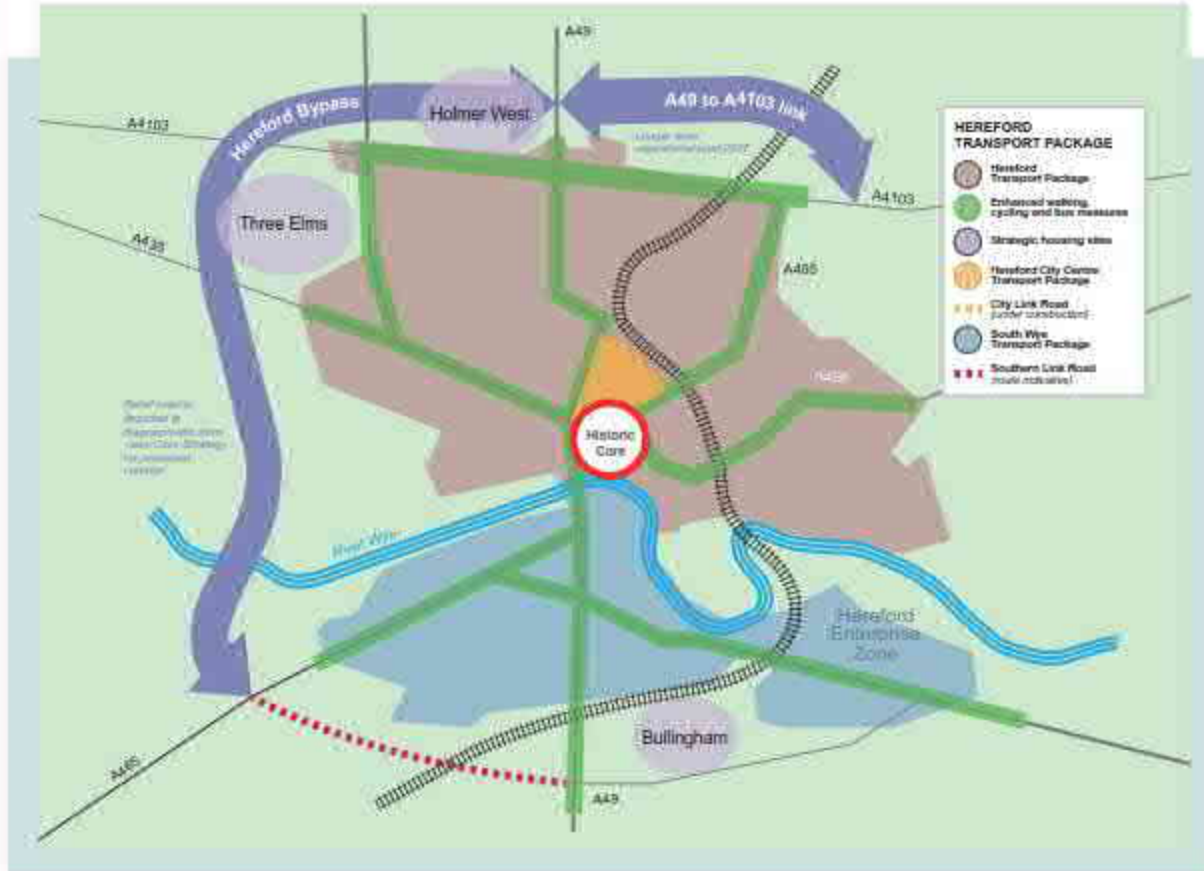 A49
Hereford Bypass
Holmer West
A49 to A4103 link
A4103
Three Elms
A438
A4103
A465
Historic
Core
River Wye
Hereford
Enterprise
Zone
Bullingham
A465
A49
HEREFORD
TRANSPORT PACKAGE
Hereford
Transport Package
Enhanced walking,
cycling and bus measures
Strategic housing sites
Hereford City Centre
Transport Package
City Link Road
(under construction)
South Wye
Transport Package
Southern Link Road
(route indicative)